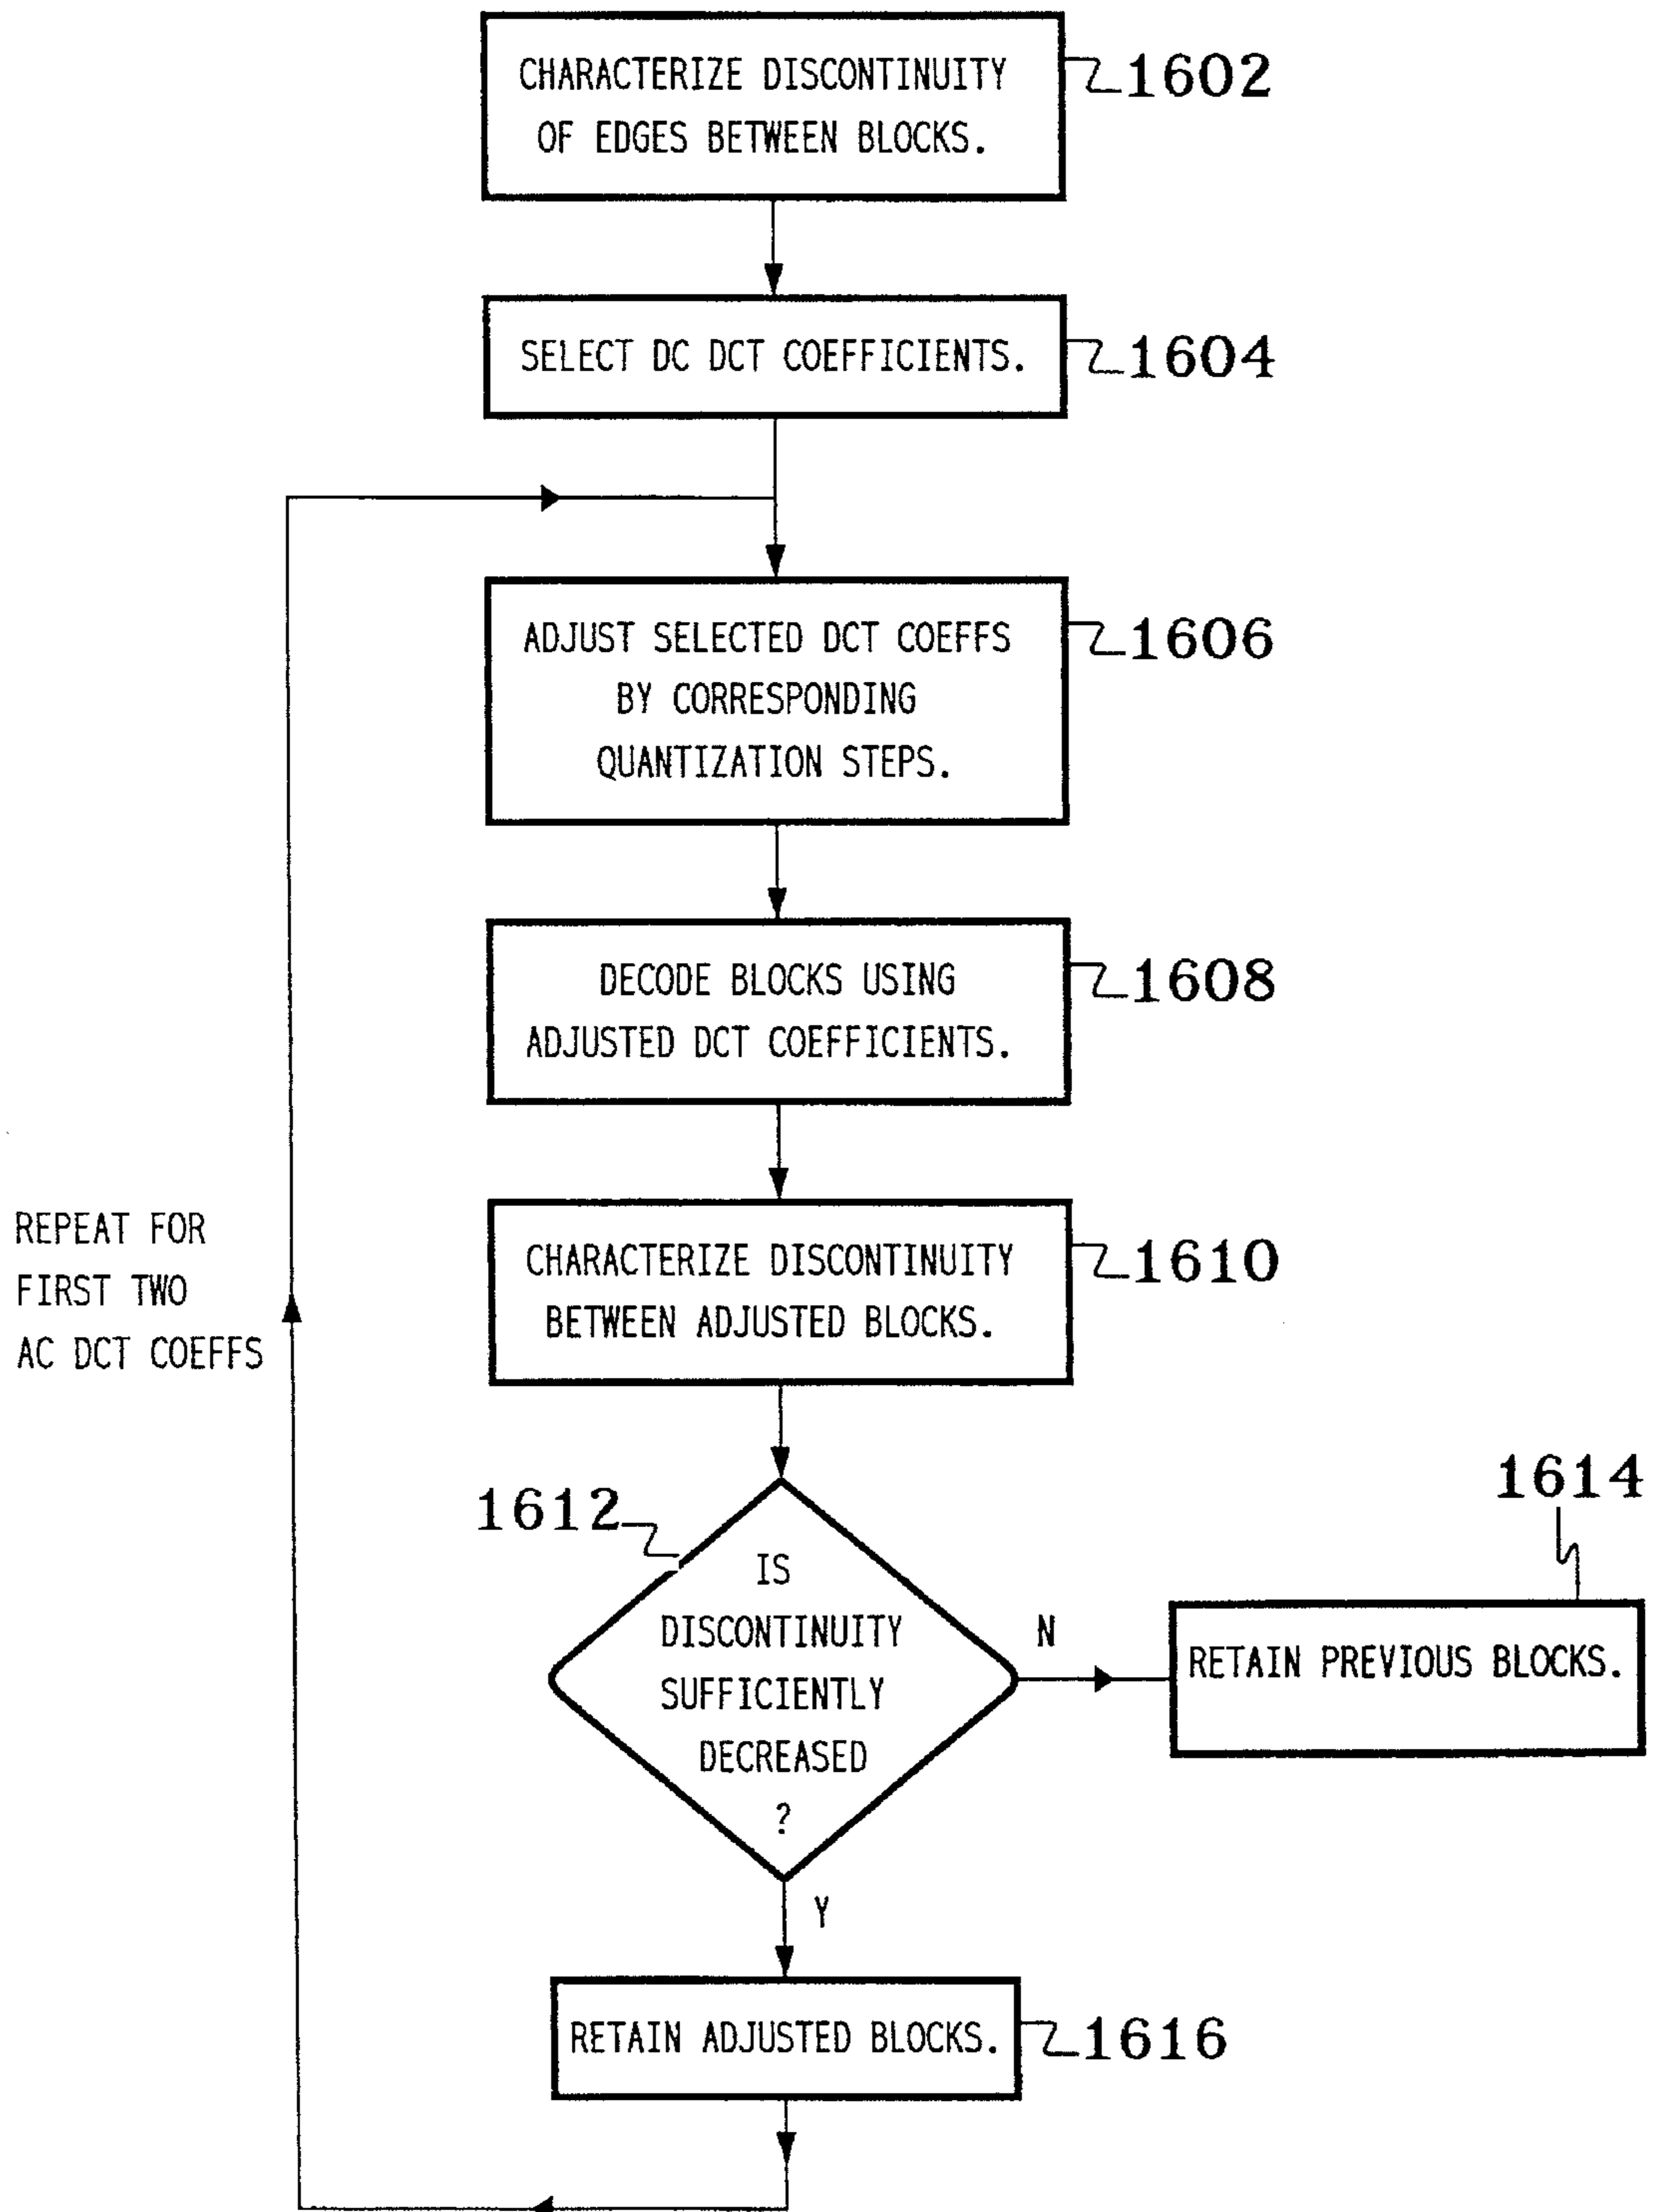 CHARACTERIZE DISCONTINUITY
OF EDGES BETWEEN BLOCKS.
1602
SELECT DC DCT COEFFICIENTS.
1604
ADJUST SELECTED DCT COEFFS
BY CORRESPONDING
QUANTIZATION STEPS.
1606
DECODE BLOCKS USING
ADJUSTED DCT COEFFICIENTS.
1608
CHARACTERIZE DISCONTINUITY
BETWEEN ADJUSTED BLOCKS.
1610
REPEAT FOR
FIRST TWO
AC DCT COEFFS
1612
IS
DISCONTINUITY
SUFFICIENTLY
DECREASED
?
N
1614
RETAIN PREVIOUS BLOCKS.
Y
RETAIN ADJUSTED BLOCKS.
1616